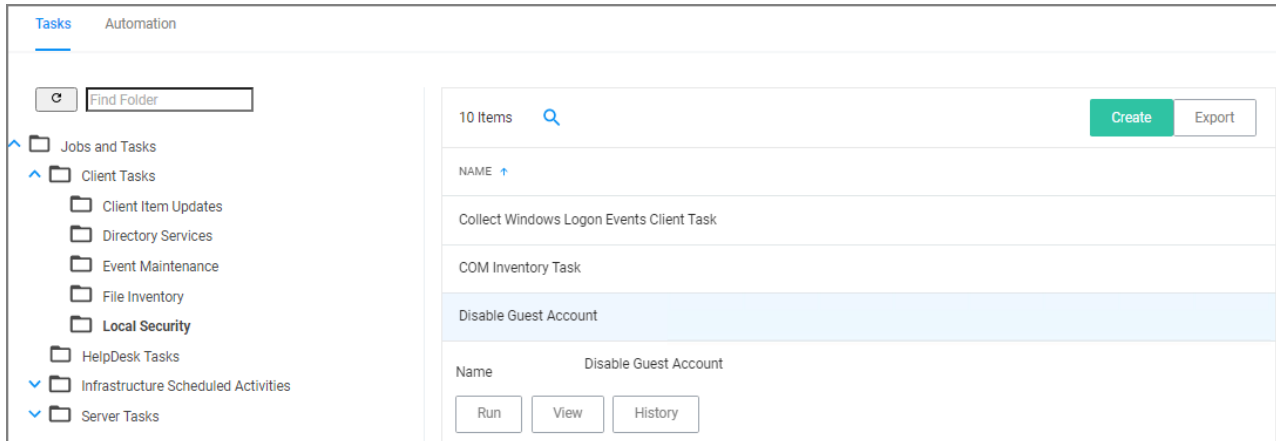 Tasks Automation
Find Folder
Jobs and Tasks
Client Tasks
Client Item Updates
Directory Services
Event Maintenance
File Inventory
Local Security
HelpDesk Tasks
Infrastructure Scheduled Activities
Server Tasks
10 Items Create Export
NAME
Collect Windows Logon Events Client Task
COM Inventory Task
Disable Guest Account
Name Disable Guest Account
Run View History